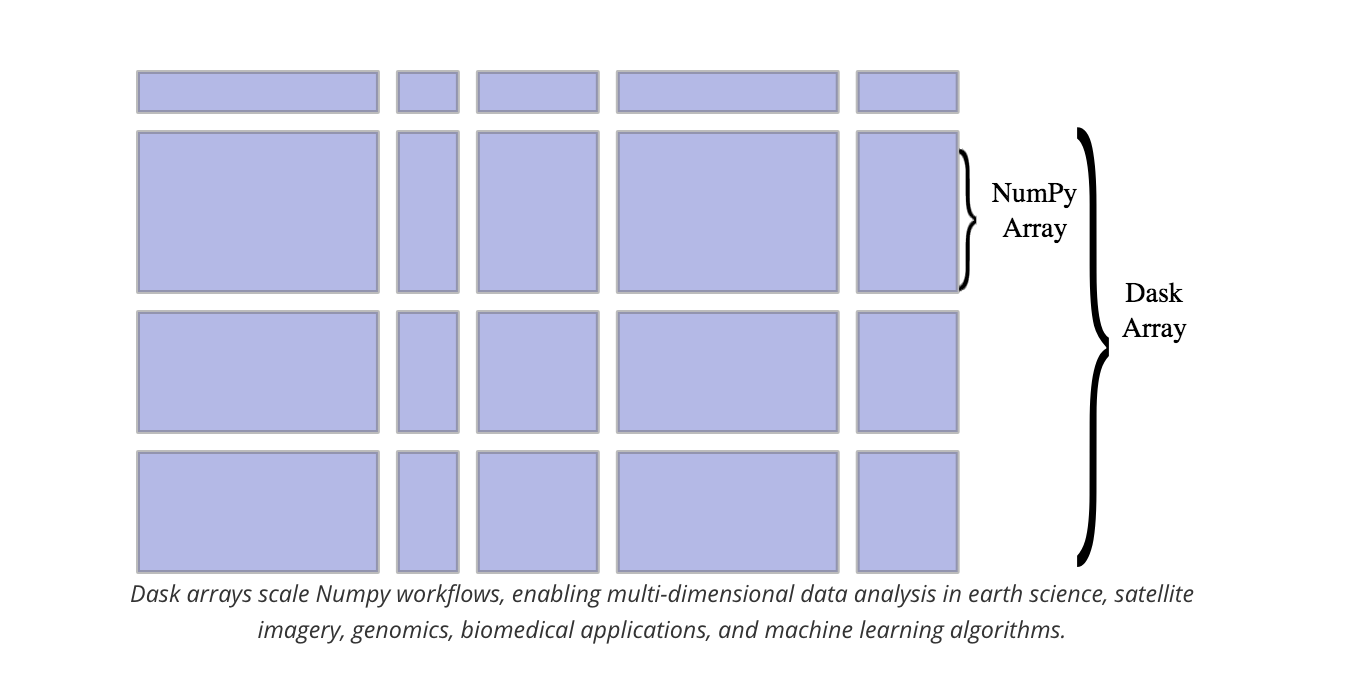 NumPy
Array
Dask
Array
Dask arrays scale Numpy workflows, enabling multi-dimensional data analysis in earth science, satellite
imagery, genomics, biomedical applications, and machine learning algorithms.